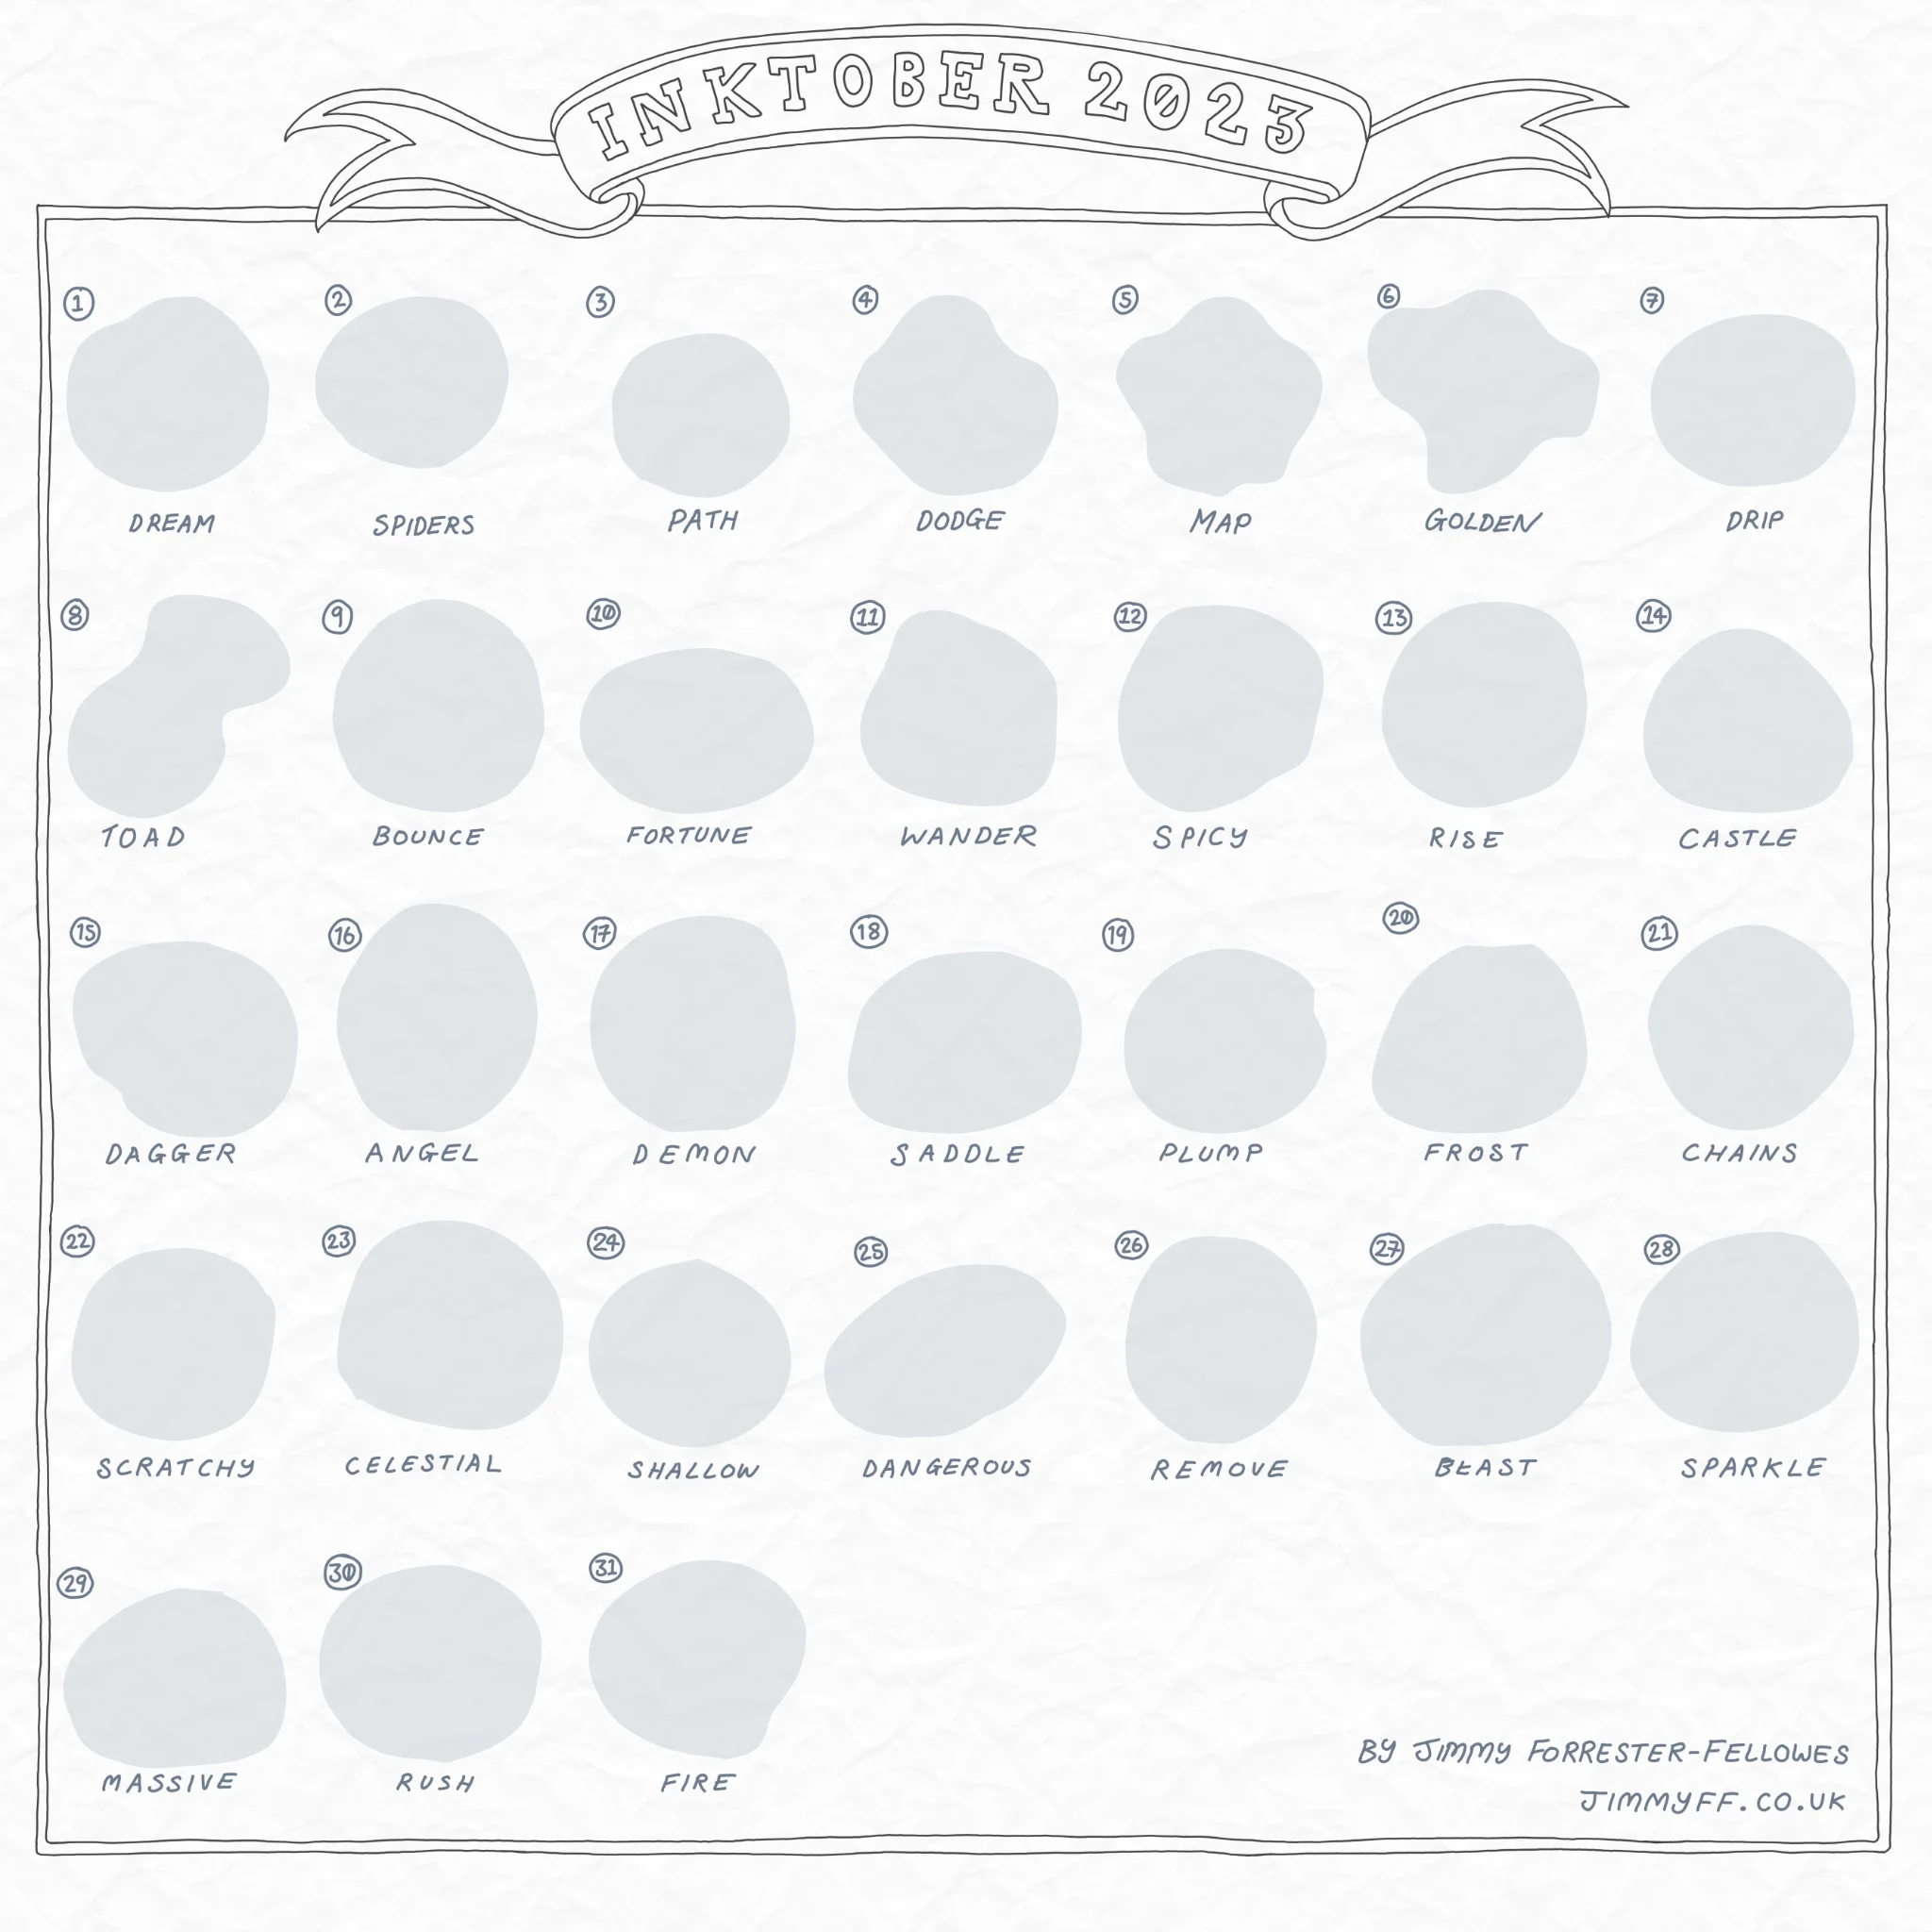 INKTOBER 2023
1 2 3 4 5 6 7
DREAM SPIDERS PATH DODGE MAP GOLDEN DRIP
8 9 10 11 12 13 14
TOAD BOUNCE FORTUNE WANDER SPICY RISE CASTLE
15 16 17 18 19 20 21
DAGGER ANGEL DEMON SADDLE PLUMP FROST CHAINS
22 23 24 25 26 27 28
SCRATCHY CELESTIAL SHALLOW DANGEROUS REMOVE BEAST SPARKLE
29 30 31
MASSIVE RUSH FIRE
BY JIMMY FORRESTER-FELLOWES
JIMMYFF.CO.UK